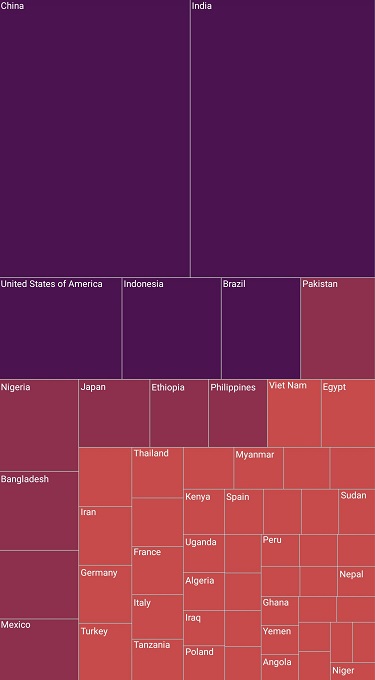 China
India
United States of America
Indonesia
Brazil
Pakistan
Nigeria
Japan
Ethiopia
Philippines
Viet Nam
Egypt
Bangladesh
Mexico
Thailand
Myanmar
Iran
Kenya
Spain
Sudan
France
Uganda
Peru
Germany
Algeria
Nepal
Italy
Iraq
Ghana
Turkey
Tanzania
Poland
Yemen
Angola
Niger